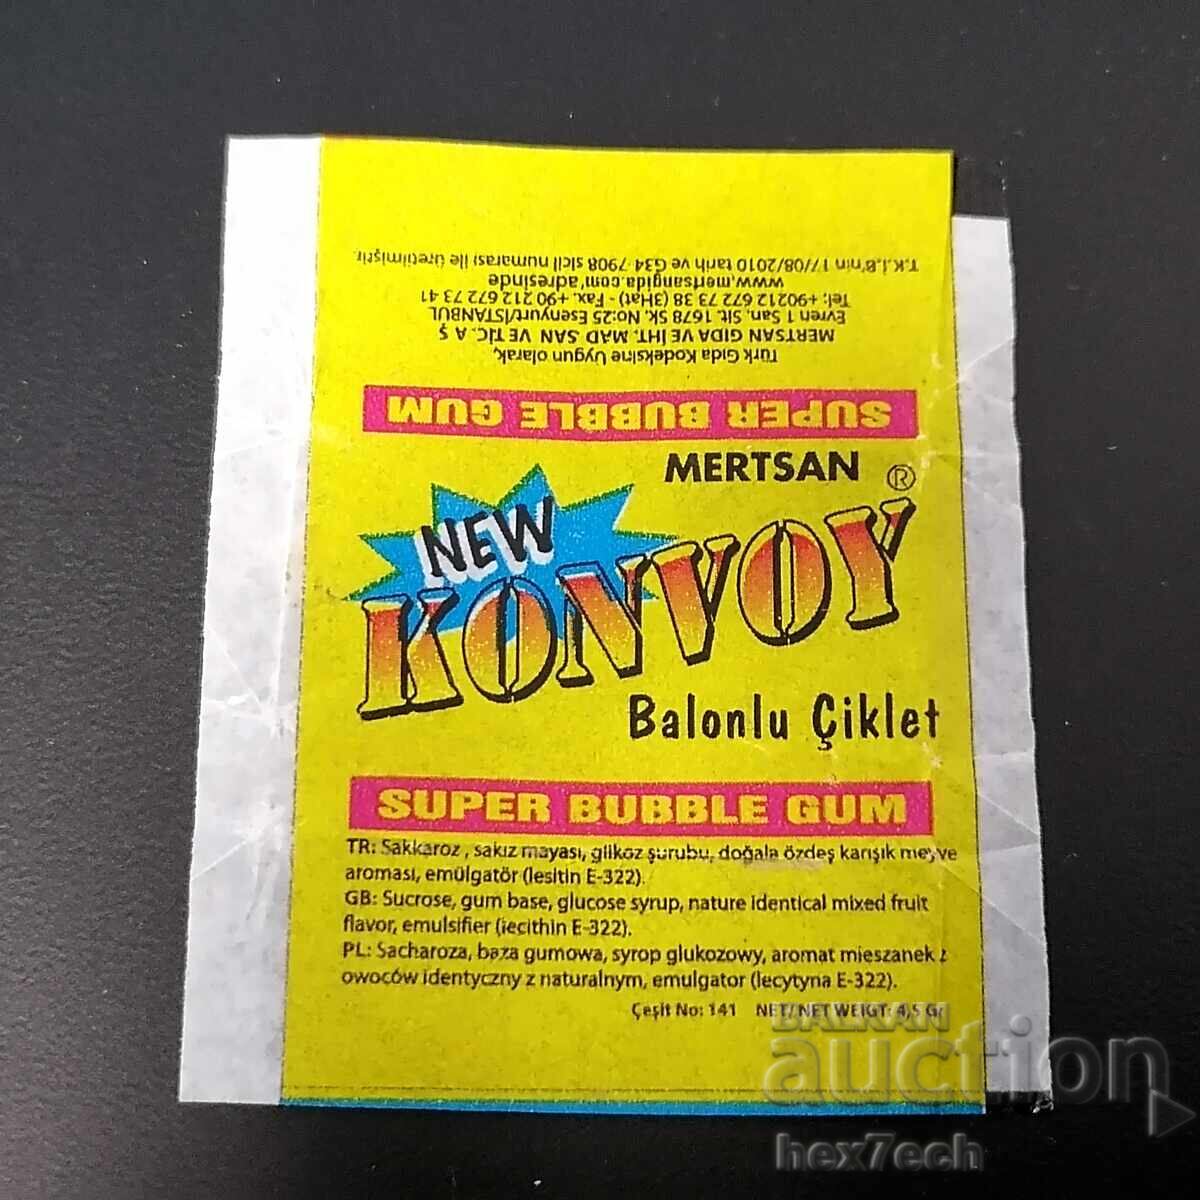 T.K.İ.B'nin 17/08/2010 tarih ve G34-7908 sicil numarası ile üretilmiştir.
www.mertsangida.com'adresinde
Tel: +90212 672 73 38 (3Hat) - Fax. +90 212 672 73 41
Evren 1 San. Sit. 1678 Sk. No:25 Esenyurt/İSTANBUL
MERTSAN GIDA VE İHT. MAD SAN VE TİC. A Ş
Türk Gıda Kodeksine Uygun olarak,
SUPER BUBBLE GUM
MERTSAN
®
NEW
KONVOY
Balonlu Çiklet
SUPER BUBBLE GUM
TR: Sakkaroz, sakız mayası, glikoz şurubu, doğala özdeş karışık meyve
aroması, emülgatör (lesitin E-322).
GB: Sucrose, gum base, glucose syrup, nature identical mixed fruit
flavor, emulsifier (lecithin E-322).
PL: Sacharoza, baza gumowa, syrop glukozowy, aromat mieszanek z
owoców identyczny z naturalnym, emulgator (lecytyna E-322).
Çeşit No: 141 NET/NET WEIGT: 4,5 Gr
BALKAN
auction
hex7ech